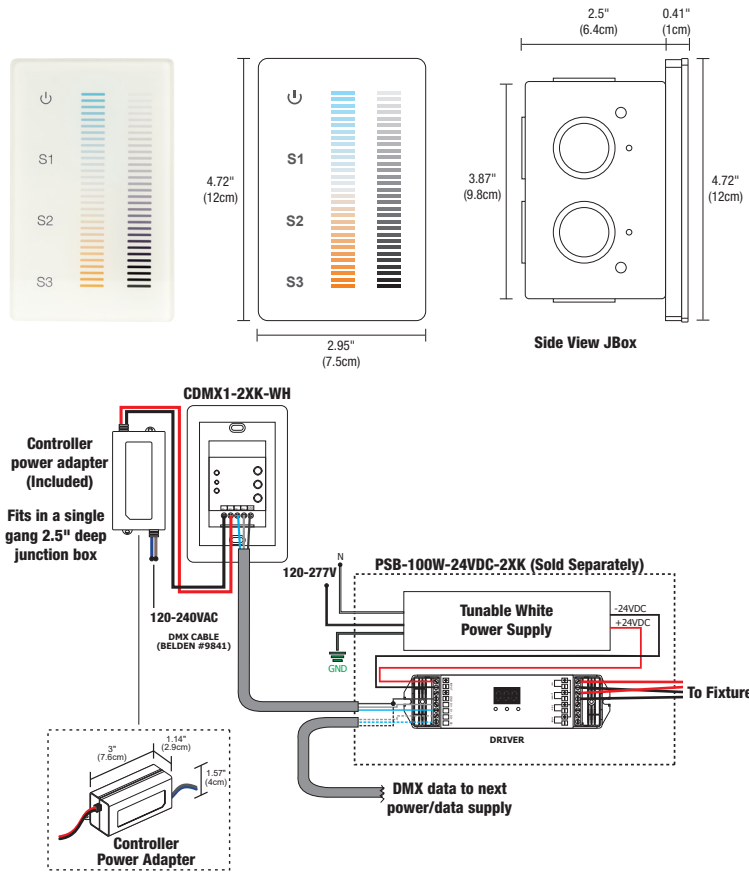 2.5"
(6.4cm)
0.41"
(1cm)
S1
S2
S3
4.72"
(12cm)
S1
S2
S3
2.95"
(7.5cm)
3.87"
(9.8cm)
4.72"
(12cm)
Side View JBox
CDMX1-2XK-WH
Controller
power adapter
(Included)
Fits in a single
gang 2.5" deep
junction box
120-240VAC
DMX CABLE
(BELDEN #9841)
N
120-277V
GND
PSB-100W-24VDC-2XK (Sold Separately)
Tunable White
Power Supply
-24VDC
+24VDC
To Fixture
DRIVER
DMX data to next
power/data supply
3"
(7.6cm)
1.14"
(2.9cm)
1.57"
(4cm)
Controller
Power Adapter